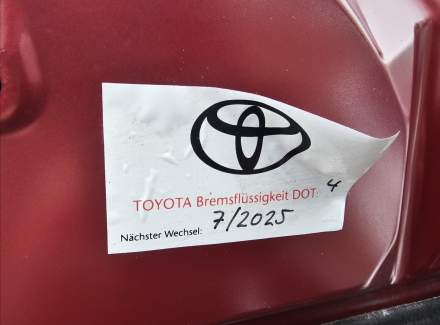 TOYOTA Bremsflüssigkeit DOT: 4
Nächster Wechsel: 7/2025